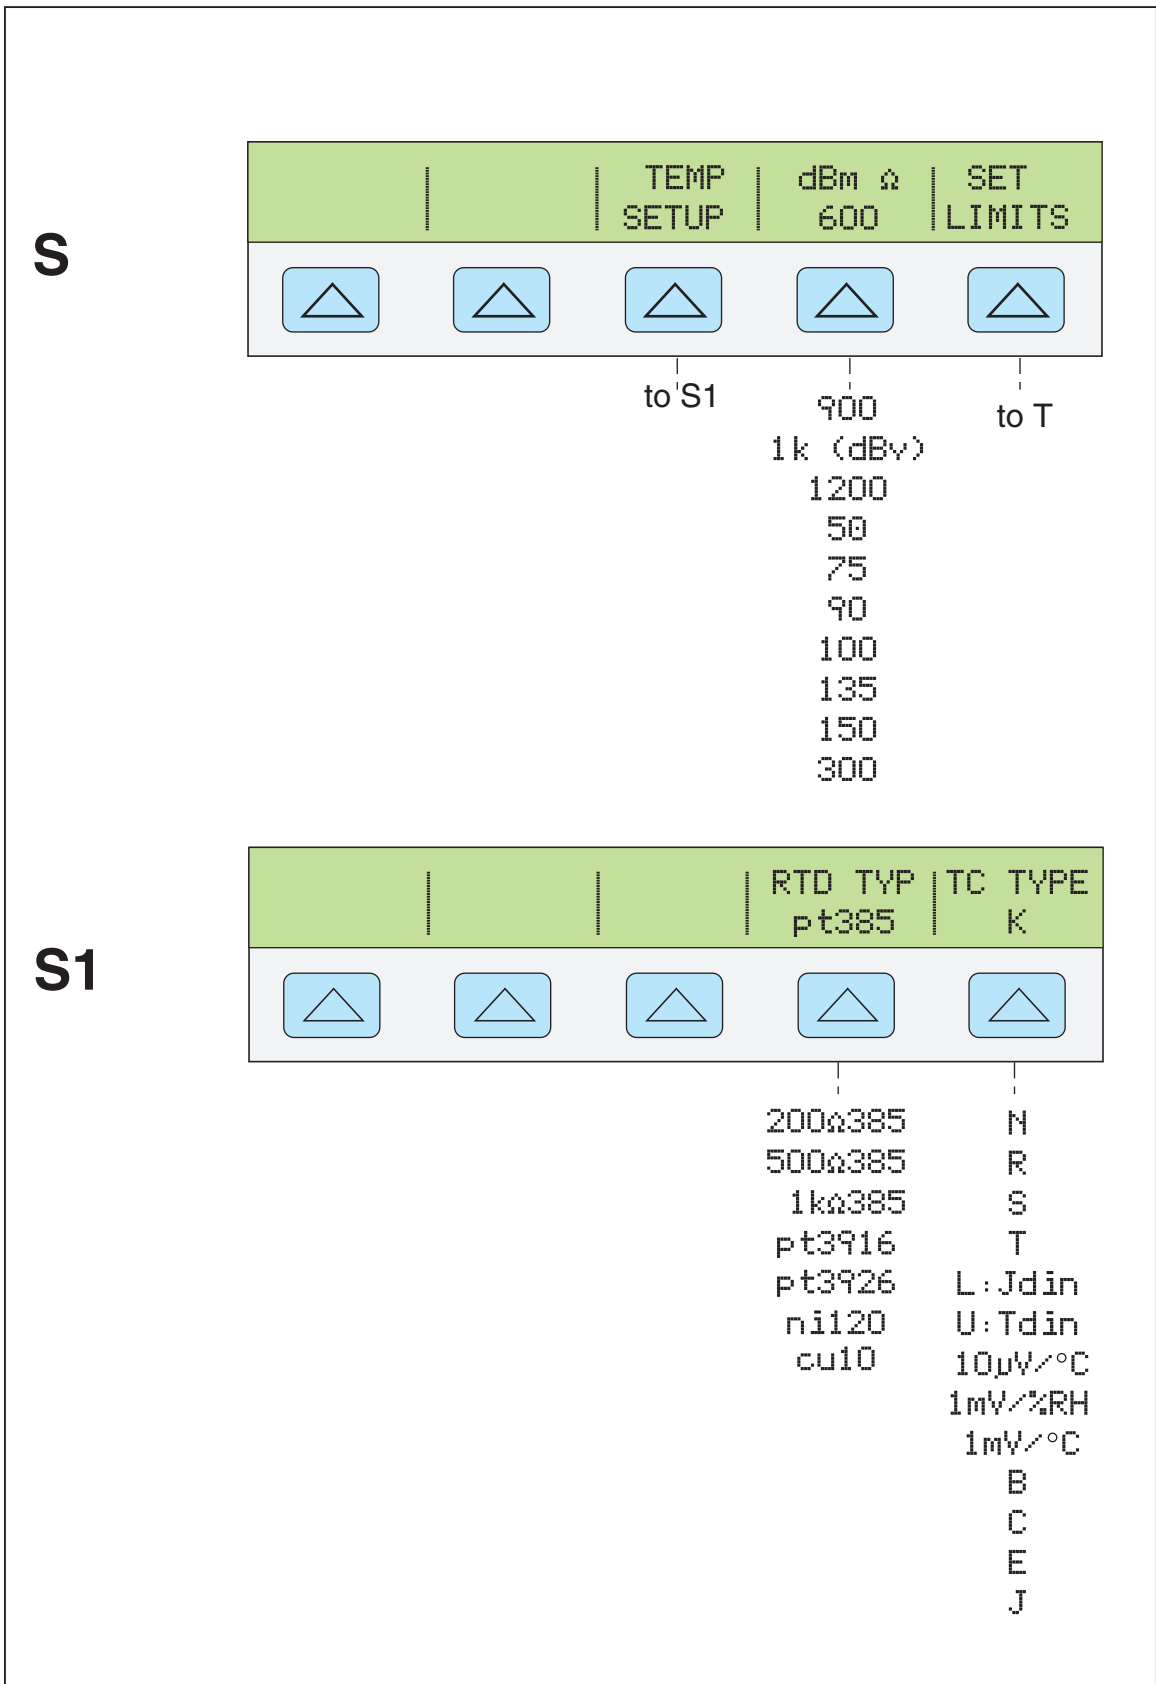 S
TEMP SETUP
dBm Ω 600
SET LIMITS
to S1
900
1k (dBv)
1200
50
75
90
100
135
150
300
to T
S1
RTD TYP pt385
TC TYPE K
200Ω385
500Ω385
1kΩ385
pt3916
pt3926
ni120
cu10
N
R
S
T
L:Jdin
U:Tdin
10µV/°C
1mV/%RH
1mV/°C
B
C
E
J